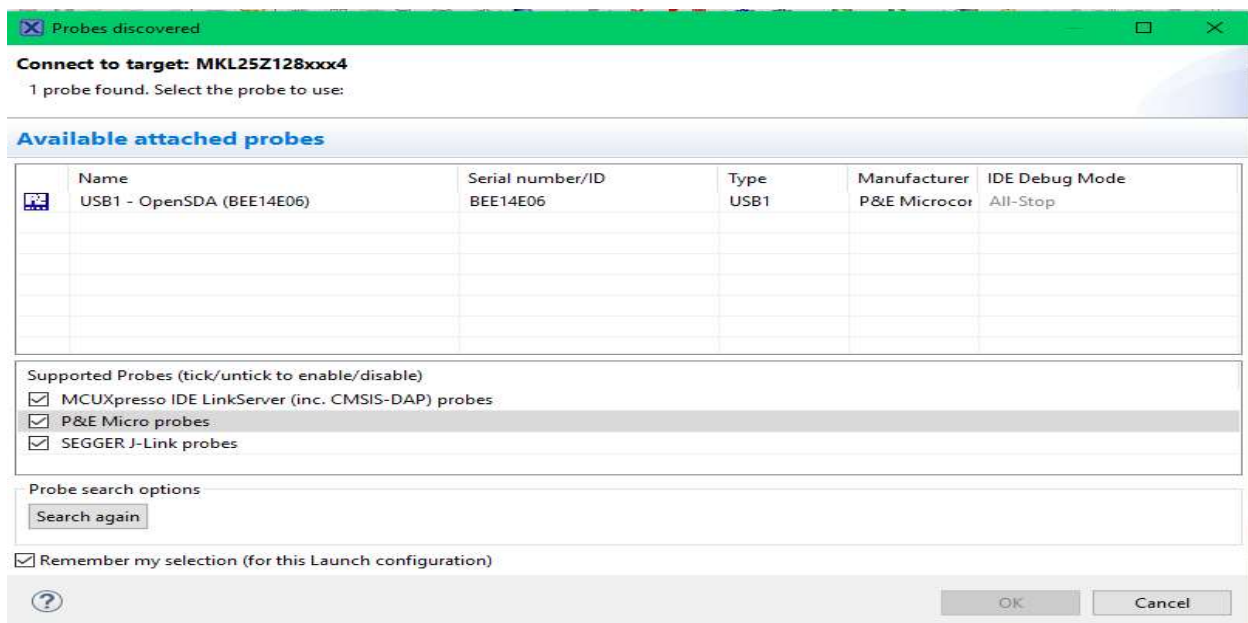 Probes discovered
Connect to target: MKL25Z128xxx4
1 probe found. Select the probe to use:
Available attached probes
Name Serial number/ID Type Manufacturer IDE Debug Mode
USB1 - OpenSDA (BEE14E06) BEE14E06 USB1 P&E Microcor All-Stop
Supported Probes (tick/untick to enable/disable)
MCUXpresso IDE LinkServer (inc. CMSIS-DAP) probes
P&E Micro probes
SEGGER J-Link probes
Probe search options
Search again
Remember my selection (for this Launch configuration)
? OK Cancel